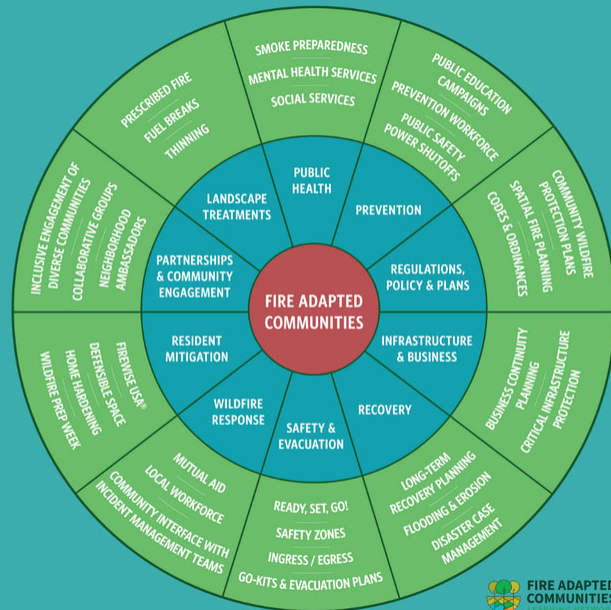 FIRE ADAPTED
COMMUNITIES
PUBLIC
HEALTH
SMOKE PREPAREDNESS
MENTAL HEALTH SERVICES
SOCIAL SERVICES
PREVENTION
PUBLIC EDUCATION
CAMPAIGNS
PREVENTION WORKFORCE
PUBLIC SAFETY
POWER SHUTOFFS
REGULATIONS,
POLICY & PLANS
COMMUNITY WILDFIRE
PROTECTION PLANS
SPATIAL FIRE PLANNING
CODES & ORDINANCES
INFRASTRUCTURE
& BUSINESS
BUSINESS CONTINUITY
PLANNING
CRITICAL INFRASTRUCTURE
PROTECTION
RECOVERY
LONG-TERM
RECOVERY PLANNING
FLOODING & EROSION
DISASTER CASE
MANAGEMENT
SAFETY &
EVACUATION
READY, SET, GO!
SAFETY ZONES
INGRESS / EGRESS
GO-KITS & EVACUATION PLANS
WILDFIRE
RESPONSE
MUTUAL AID
LOCAL WORKFORCE
COMMUNITY INTERFACE WITH
INCIDENT MANAGEMENT TEAMS
RESIDENT
MITIGATION
FIREWISE USA®
DEFENSIBLE SPACE
HOME HARDENING
WILDFIRE PREP WEEK
PARTNERSHIPS
& COMMUNITY
ENGAGEMENT
INCLUSIVE ENGAGEMENT OF
DIVERSE COMMUNITIES
COLLABORATIVE GROUPS
NEIGHBORHOOD
AMBASSADORS
LANDSCAPE
TREATMENTS
PRESCRIBED FIRE
FUEL BREAKS
THINNING
FIRE ADAPTED
COMMUNITIES